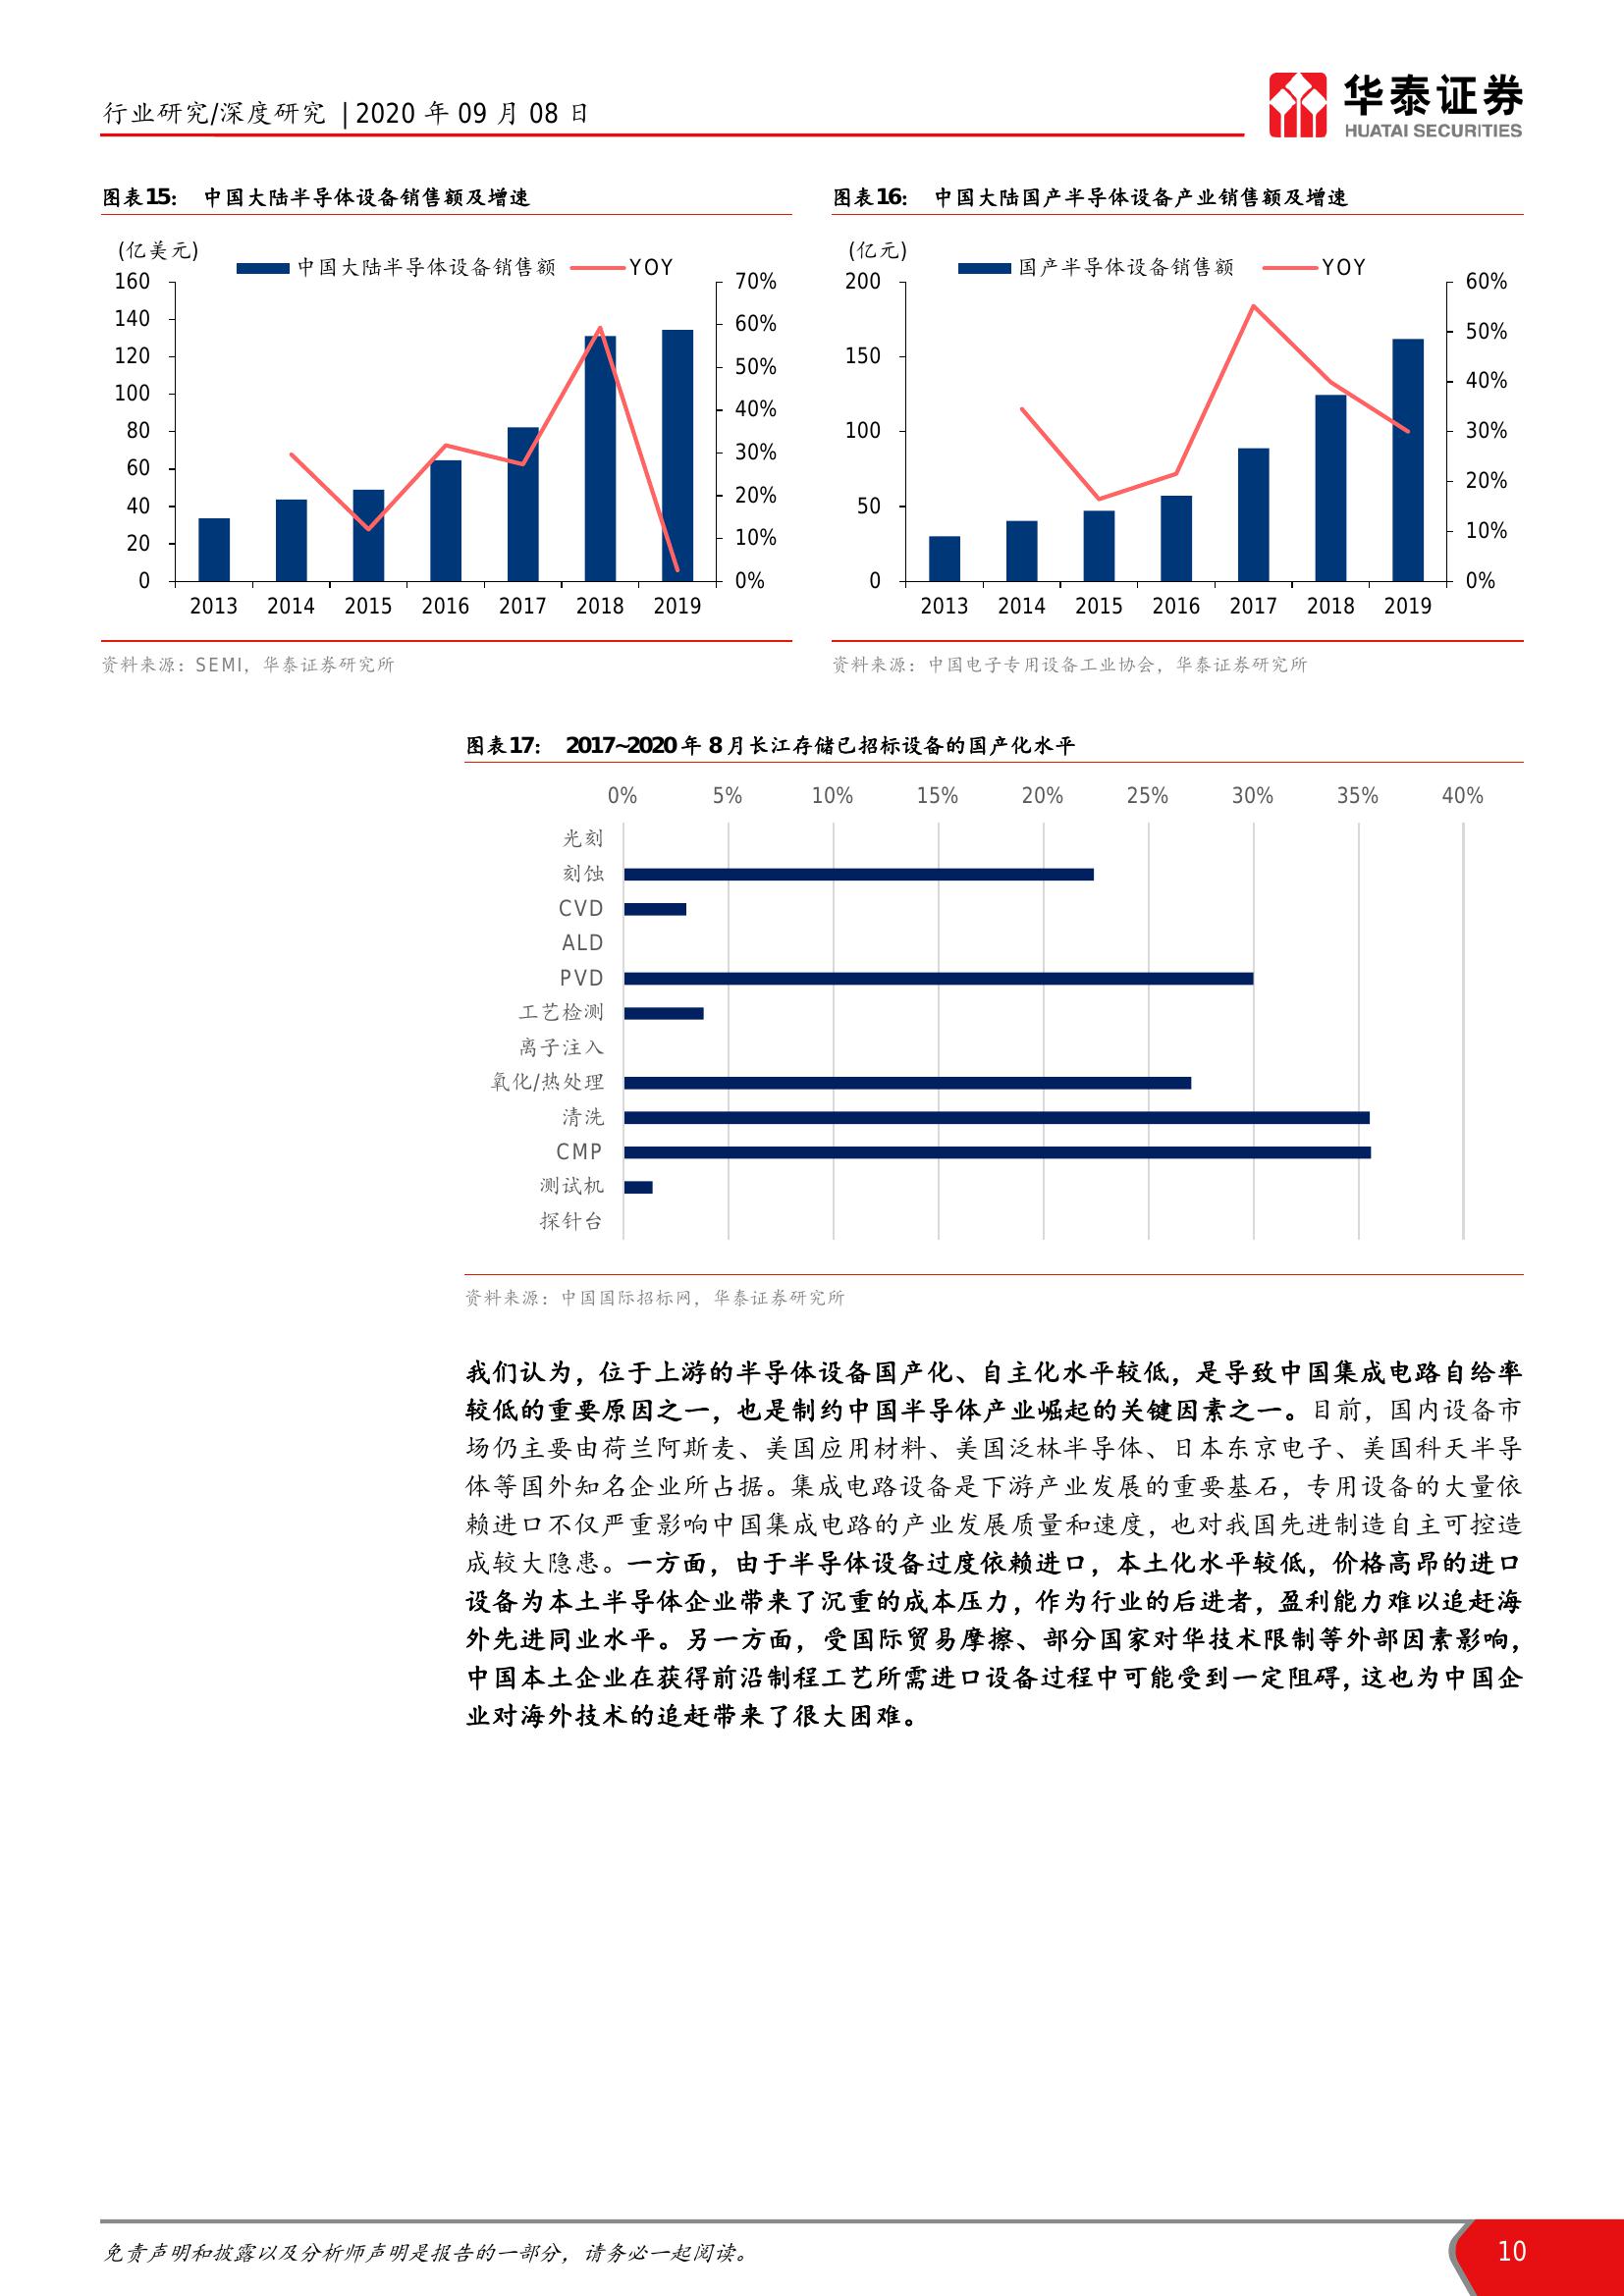 行业研究/深度研究 | 2020 年 09 月 08 日
华泰证券
HUATAI SECURITIES
图表15: 中国大陆半导体设备销售额及增速
(亿美元)
中国大陆半导体设备销售额 YOY
160
140
120
100
80
60
40
20
0
70%
60%
50%
40%
30%
20%
10%
0%
2013 2014 2015 2016 2017 2018 2019
资料来源：SEMI，华泰证券研究所
图表16: 中国大陆国产半导体设备产业销售额及增速
(亿元)
国产半导体设备销售额 YOY
200
150
100
50
0
60%
50%
40%
30%
20%
10%
0%
2013 2014 2015 2016 2017 2018 2019
资料来源：中国电子专用设备工业协会，华泰证券研究所
图表17: 2017~2020 年 8 月长江存储已招标设备的国产化水平
0% 5% 10% 15% 20% 25% 30% 35% 40%
光刻
刻蚀
CVD
ALD
PVD
工艺检测
离子注入
氧化/热处理
清洗
CMP
测试机
探针台
资料来源：中国国际招标网，华泰证券研究所
我们认为，位于上游的半导体设备国产化、自主化水平较低，是导致中国集成电路自给率
较低的重要原因之一，也是制约中国半导体产业崛起的关键因素之一。目前，国内设备市
场仍主要由荷兰阿斯麦、美国应用材料、美国泛林半导体、日本东京电子、美国科天半导
体等国外知名企业所占据。集成电路设备是下游产业发展的重要基石，专用设备的大量依
赖进口不仅严重影响中国集成电路的产业发展质量和速度，也对我国先进制造自主可控造
成较大隐患。一方面，由于半导体设备过度依赖进口，本土化水平较低，价格高昂的进口
设备为本土半导体企业带来了沉重的成本压力，作为行业的后进者，盈利能力难以追赶海
外先进同业水平。另一方面，受国际贸易摩擦、部分国家对华技术限制等外部因素影响，
中国本土企业在获得前沿制程工艺所需进口设备过程中可能受到一定阻碍，这也为中国企
业对海外技术的追赶带来了很大困难。
免责声明和披露以及分析师声明是报告的一部分，请务必一起阅读。
10